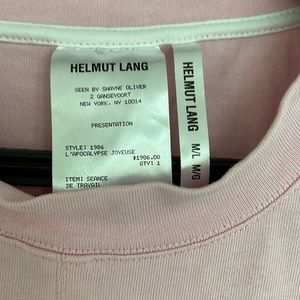 HELMUT LANG
SEEN BY SHAYNE OLIVER
2 GANSEVOORT
NEW YORK, NY 10014
PRESENTATION
STYLE: 1986
L'APOCALYPSE JOYEUSE
$1986.00
QTY: 1
ITEM: SEANCE
DE TRAVAIL
HELMUT LANG M/L M/G